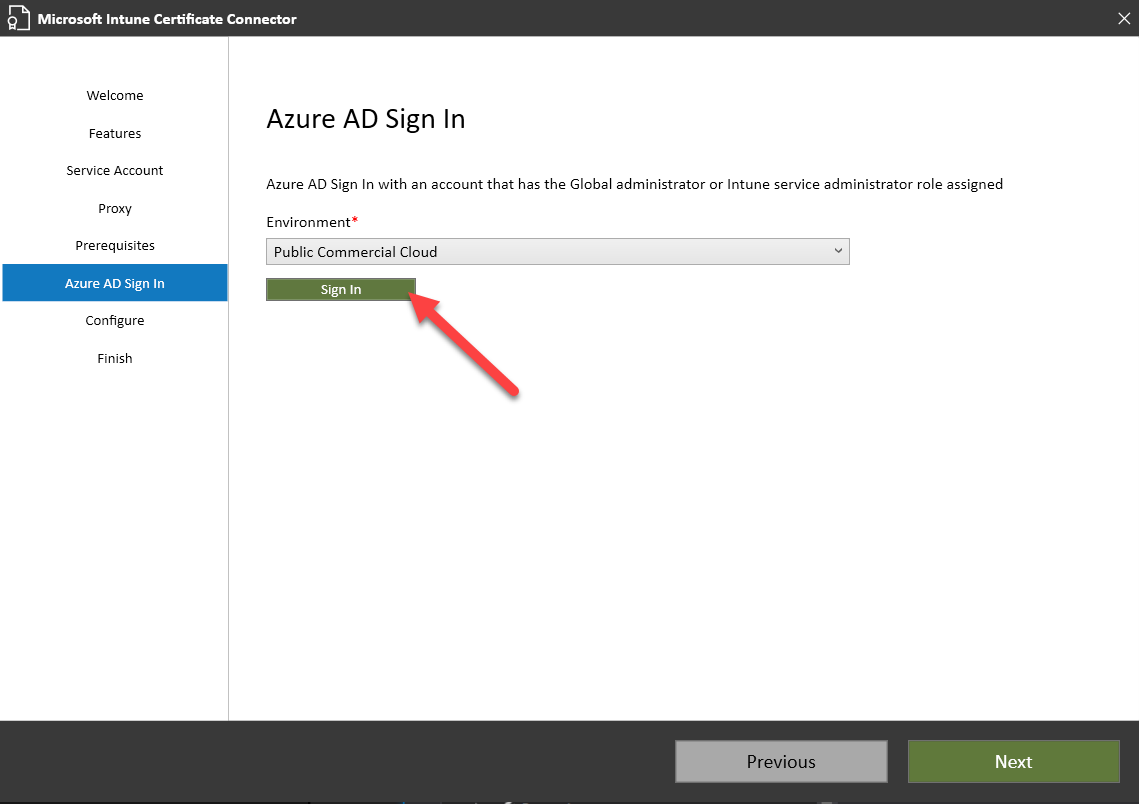 Microsoft Intune Certificate Connector
Welcome
Features
Service Account
Proxy
Prerequisites
Azure AD Sign In
Configure
Finish
Azure AD Sign In
Azure AD Sign In with an account that has the Global administrator or Intune service administrator role assigned
Environment*
Public Commercial Cloud
Sign In
Previous
Next